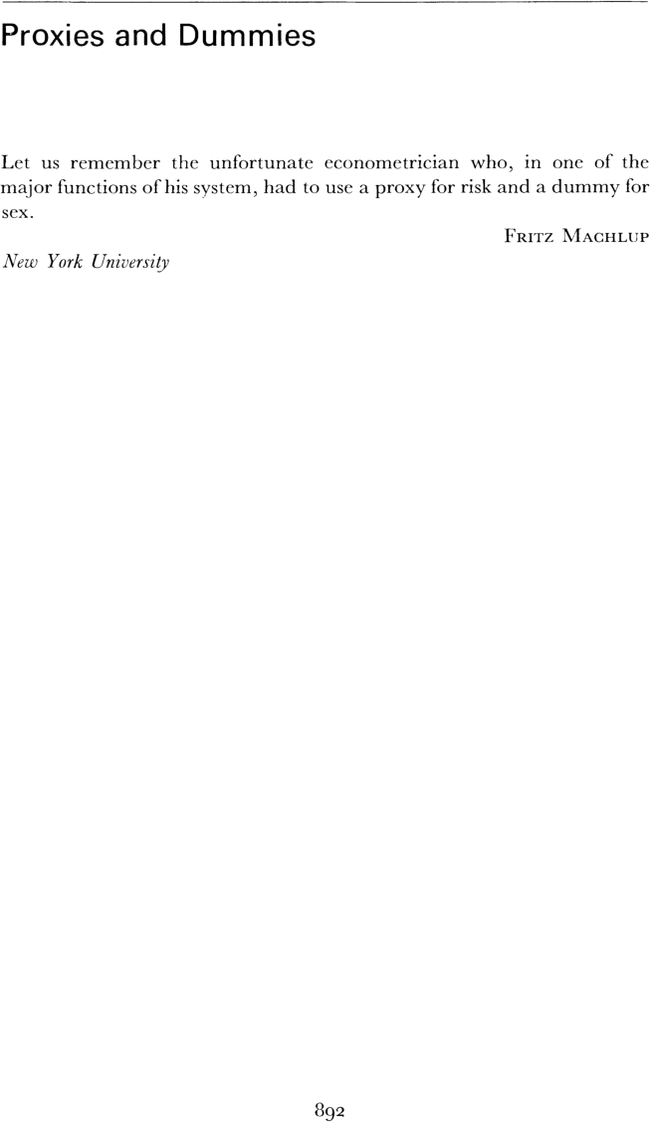 Proxies and Dummies
Let us remember the unfortunate econometrician who, in one of the
major functions of his system, had to use a proxy for risk and a dummy for
sex.
Fritz Machlup
New York University
892